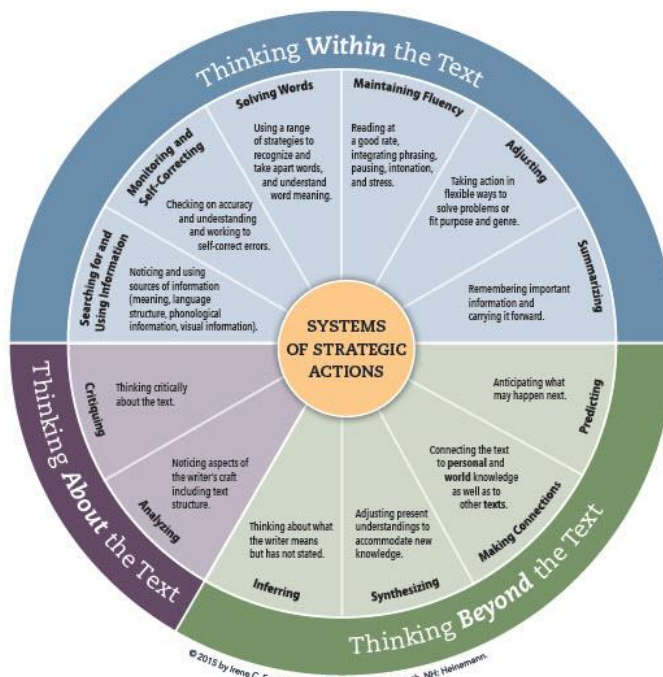 Thinking Within the Text
Searching for and
Using Information
Noticing and using
sources of information
(meaning, language
structure, phonological
information, visual information).
Monitoring and
Self-Correcting
Checking on accuracy
and understanding
and working to
self-correct errors.
Solving Words
Using a range
of strategies to
recognize and
take apart words,
and understand
word meaning.
Maintaining Fluency
Reading at
a good rate,
integrating phrasing,
pausing, intonation,
and stress.
Adjusting
Taking action in
flexible ways to
solve problems or
fit purpose and genre.
Summarizing
Remembering important
information and
carrying it forward.
SYSTEMS
OF STRATEGIC
ACTIONS
Thinking Beyond the Text
Predicting
Anticipating what
may happen next.
Making Connections
Connecting the text
to personal and
world knowledge
as well as to
other texts.
Synthesizing
Adjusting present
understandings to
accommodate new
knowledge.
Inferring
Thinking about what
the writer means
but has not stated.
Thinking About the Text
Analyzing
Noticing aspects of
the writer's craft
including text
structure.
Critiquing
Thinking critically
about the text.
© 2015 by Irene C. NH: Heinemann.